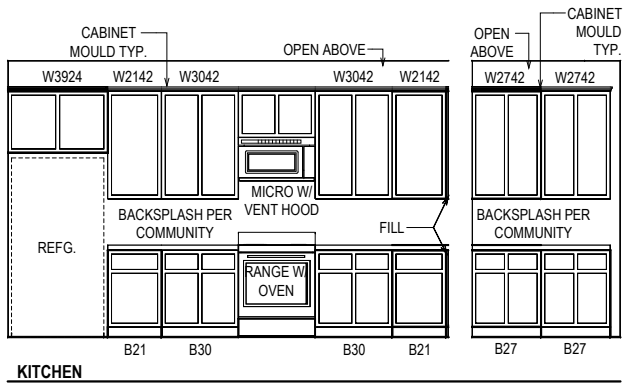 CABINET
MOULD TYP.
OPEN ABOVE
OPEN
ABOVE
CABINET
MOULD
TYP.
W3924 W2142 W3042 W3042 W2142 W2742 W2742
MICRO W/
VENT HOOD
BACKSPLASH PER
COMMUNITY
FILL
BACKSPLASH PER
COMMUNITY
REFG.
RANGE W/
OVEN
B21 B30 B30 B21 B27 B27
KITCHEN